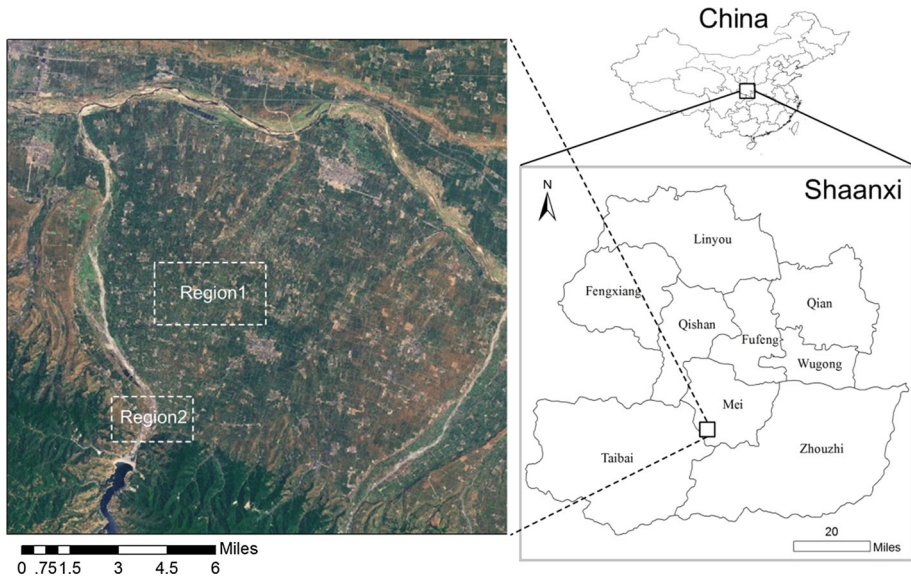 China
Shaanxi
N
Linyou
Fengxiang
Qian
Qishan
Fufeng
Wugong
Mei
Taibai
Zhouzhi
20
Miles
Region1
Region2
Miles
0 .75 1.5 3 4.5 6